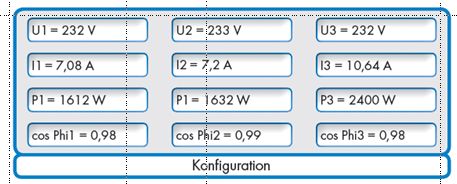 U1 = 232 V U2 = 233 V U3 = 232 V
I1 = 7,08 A I2 = 7,2 A I3 = 10,64 A
P1 = 1612 W P1 = 1632 W P3 = 2400 W
cos Phi1 = 0,98 cos Phi2 = 0,99 cos Phi3 = 0,98
Konfiguration